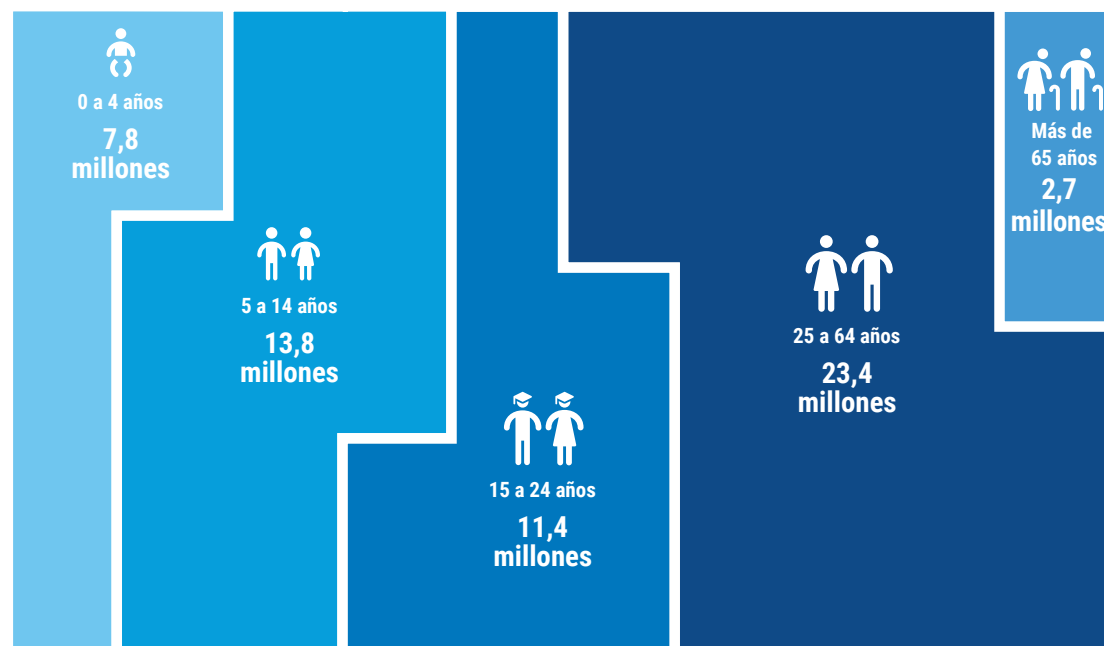 0 a 4 años
7,8
millones
5 a 14 años
13,8
millones
15 a 24 años
11,4
millones
25 a 64 años
23,4
millones
Más de
65 años
2,7
millones